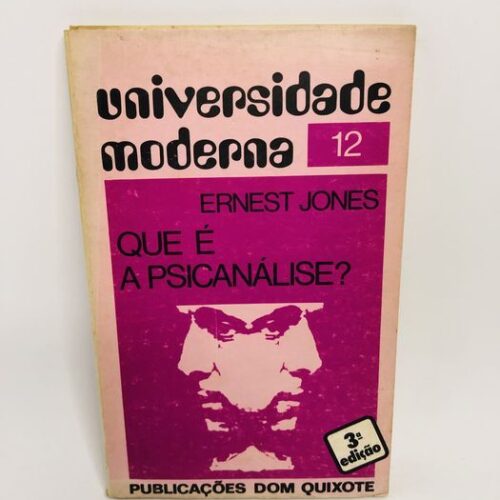 universidade
moderna 12
ERNEST JONES
QUE É
A PSICANÁLISE?
3ª
edição
PUBLICAÇÕES DOM QUIXOTE